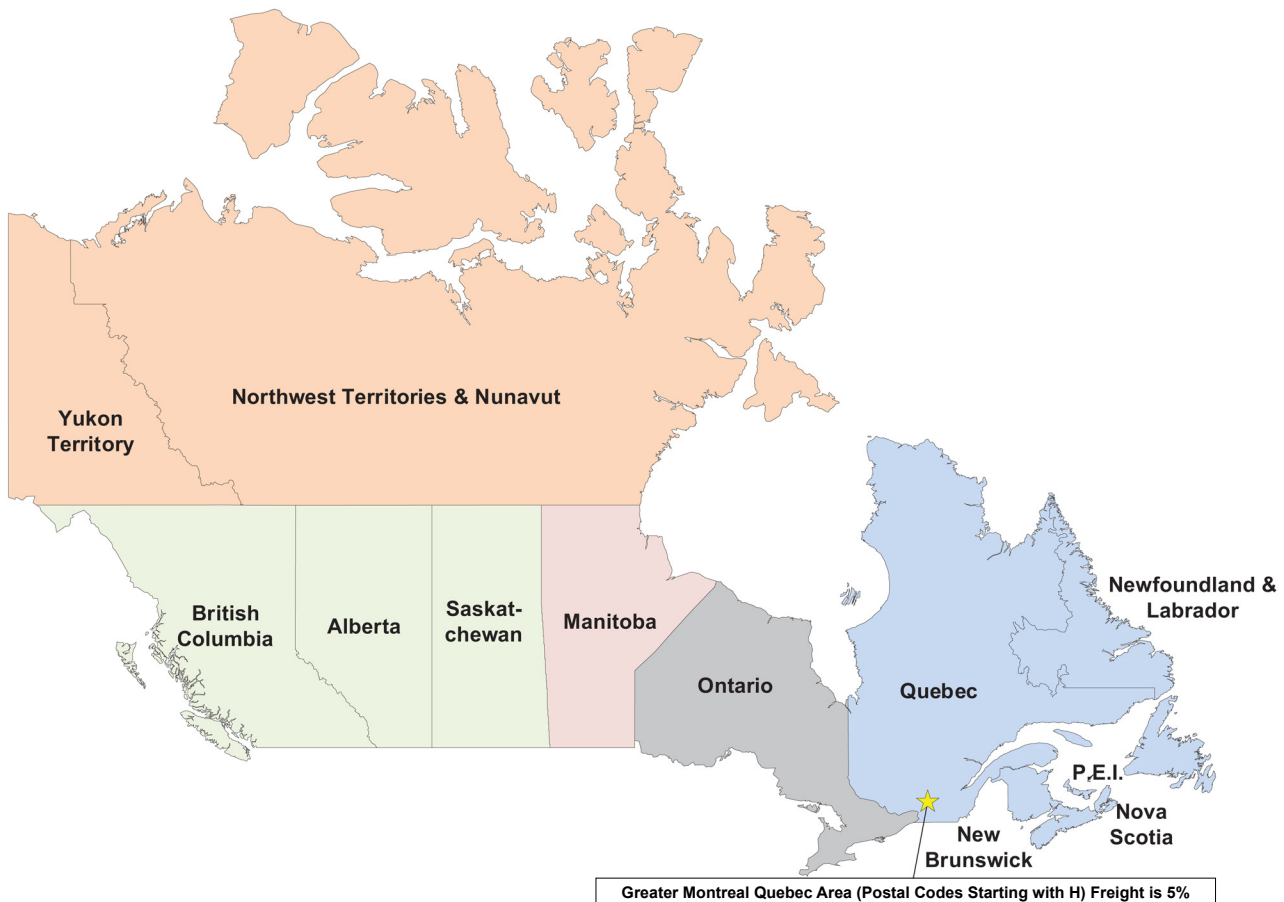 Northwest Territories & Nunavut
Yukon
Territory
British
Columbia
Alberta
Saskat-
chewan
Manitoba
Ontario
Quebec
Newfoundland &
Labrador
P.E.I.
Nova
Scotia
New
Brunswick
Greater Montreal Quebec Area (Postal Codes Starting with H) Freight is 5%